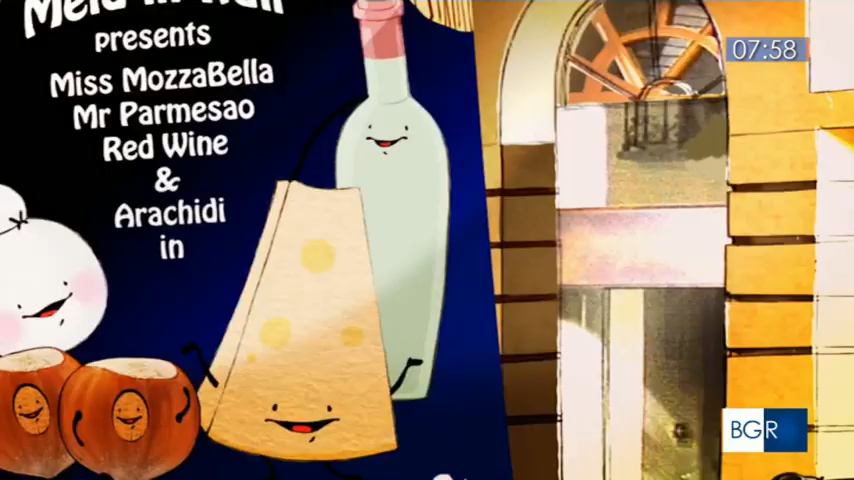 presents
Miss MozzaBella
Mr Parmesao
Red Wine
&
Arachidi
in
07:58
BGR